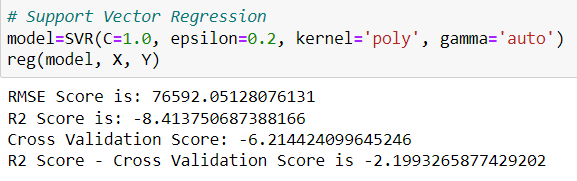 # Support Vector Regression
model=SVR(C=1.0, epsilon=0.2, kernel='poly', gamma='auto')
reg(model, X, Y)
RMSE Score is: 76592.05128076131
R2 Score is: -8.413750687388166
Cross Validation Score: -6.214424099645246
R2 Score - Cross Validation Score is -2.1993265877429202